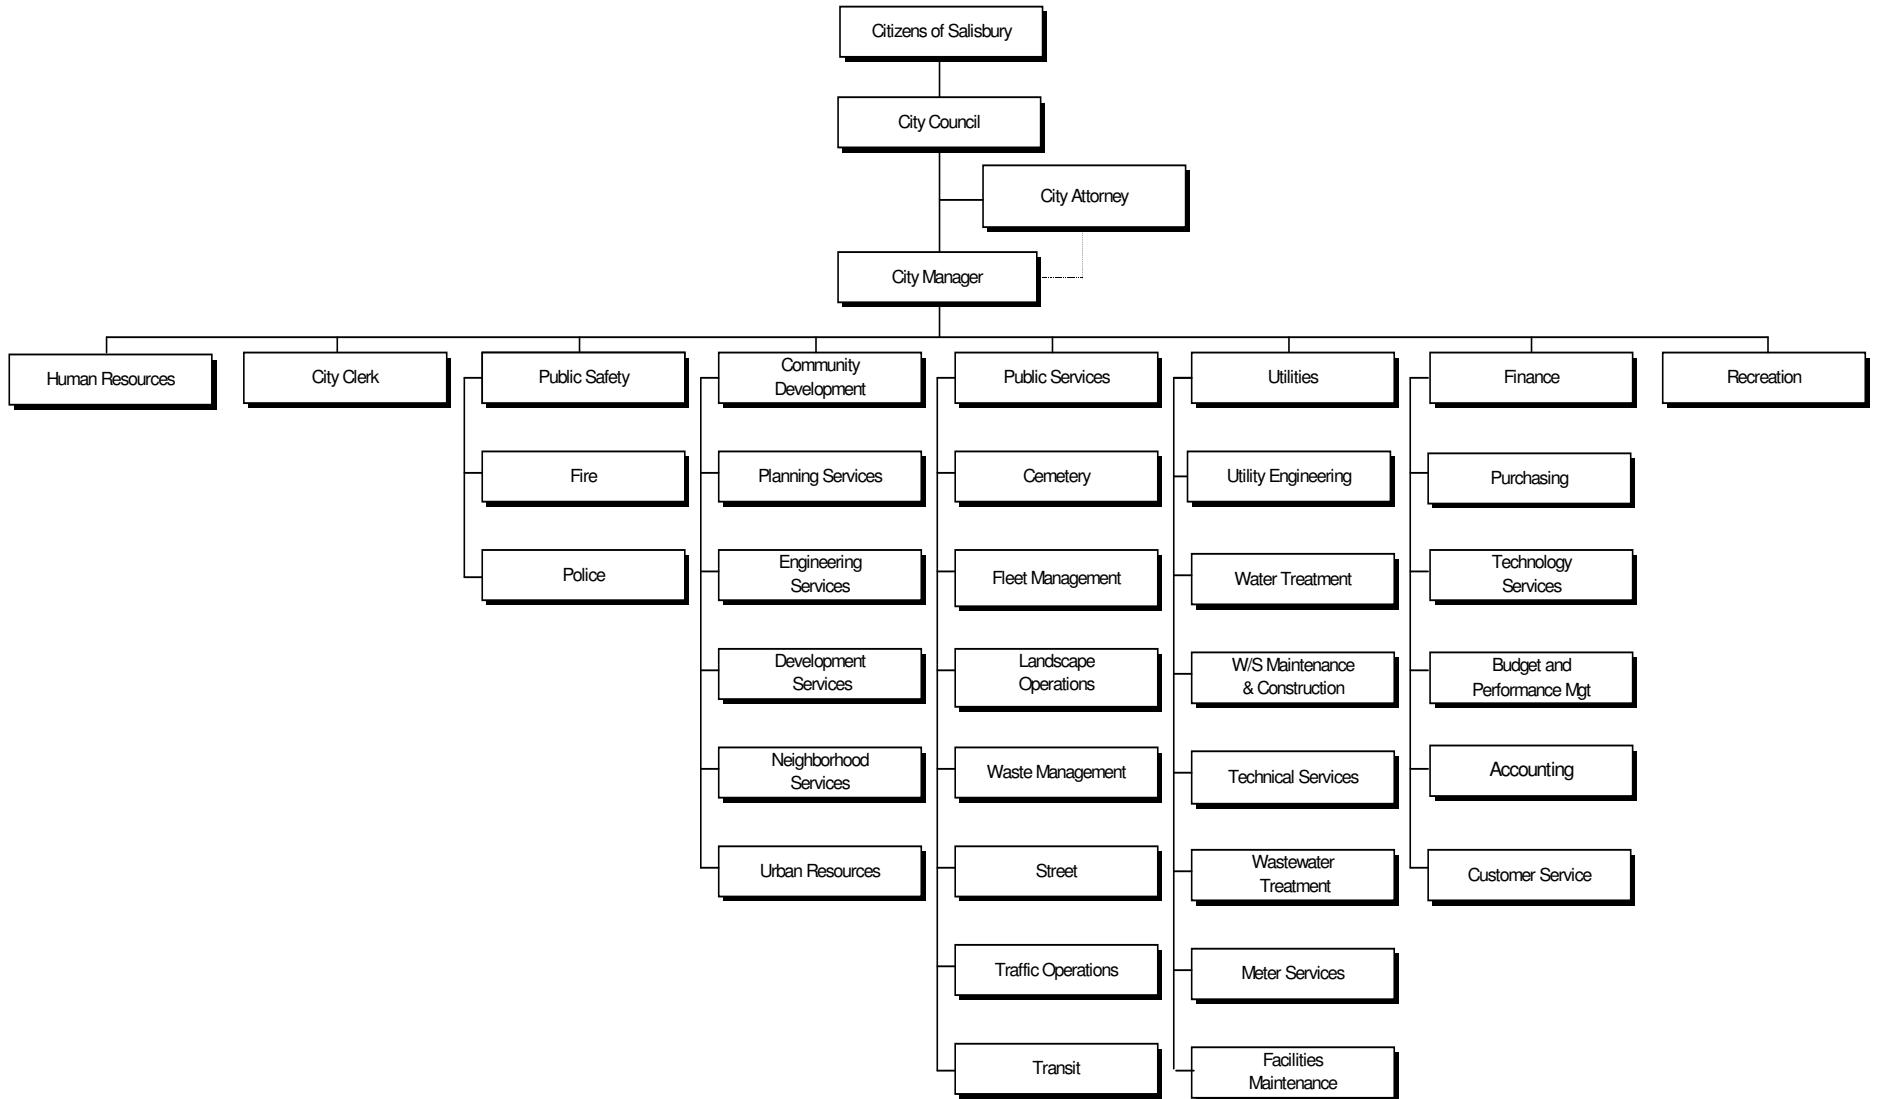 Citizens of Salisbury
City Council
City Attorney
City Manager
Human Resources
City Clerk
Public Safety
Community
Development
Public Services
Utilities
Finance
Recreation
Fire
Planning Services
Cemetery
Utility Engineering
Purchasing
Police
Engineering
Services
Fleet Management
Water Treatment
Technology
Services
Development
Services
Landscape
Operations
W/S Maintenance
& Construction
Budget and
Performance Mgt
Neighborhood
Services
Waste Management
Technical Services
Accounting
Urban Resources
Street
Wastewater
Treatment
Customer Service
Traffic Operations
Meter Services
Transit
Facilities
Maintenance